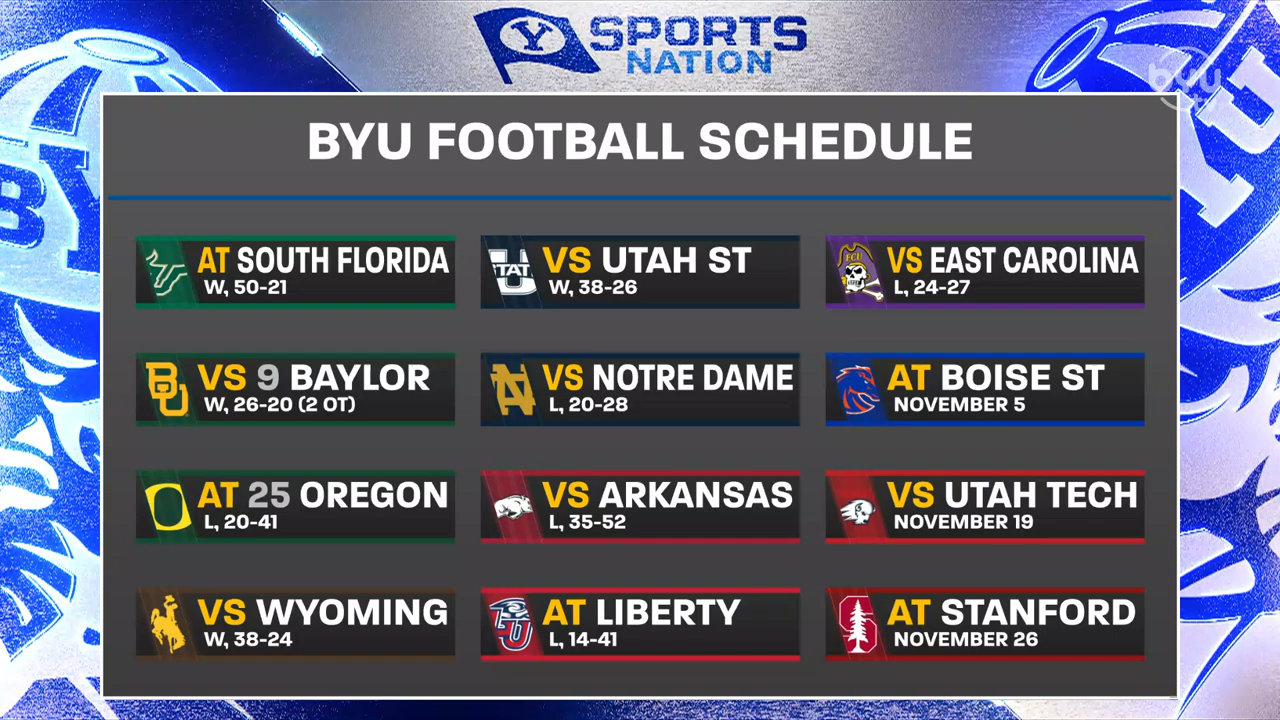 Y SPORTS
NATION
byu
tv
BYU FOOTBALL SCHEDULE
AT SOUTH FLORIDA
W, 50-21
VS 9 BAYLOR
W, 26-20 (2 OT)
AT 25 OREGON
L, 20-41
VS WYOMING
W, 38-24
VS UTAH ST
W, 38-26
VS NOTRE DAME
L, 20-28
VS ARKANSAS
L, 35-52
AT LIBERTY
L, 14-41
VS EAST CAROLINA
L, 24-27
AT BOISE ST
NOVEMBER 5
VS UTAH TECH
NOVEMBER 19
AT STANFORD
NOVEMBER 26